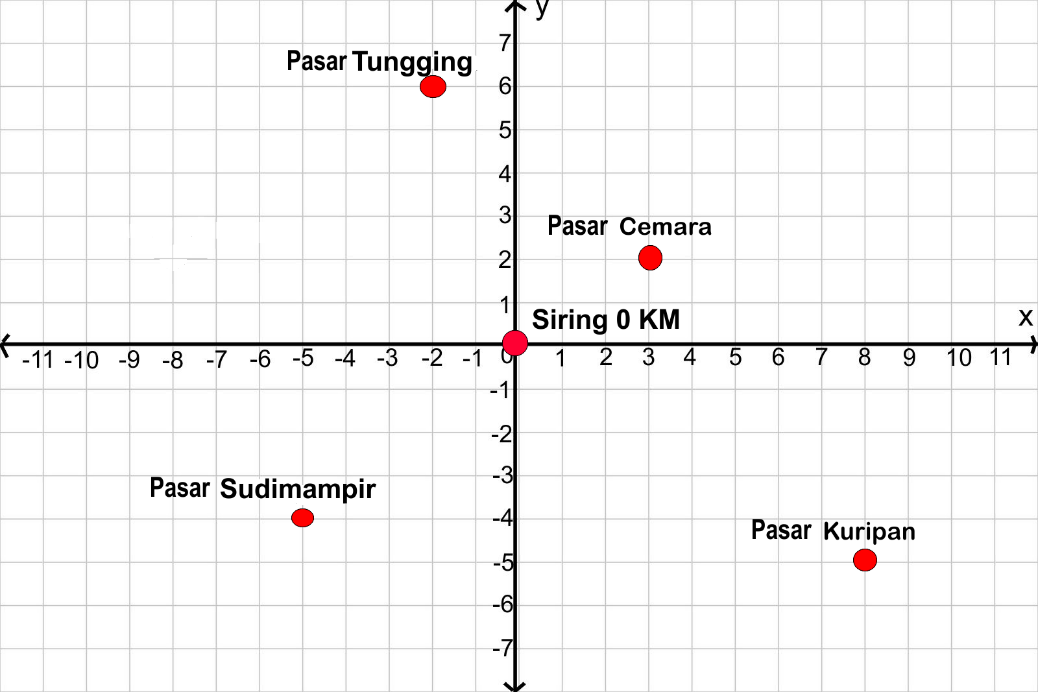 y
7
Pasar Tungging
6
5
4
3
Pasar Cemara
2
1
Siring 0 KM
x
-11 -10 -9 -8 -7 -6 -5 -4 -3 -2 -1 0 1 2 3 4 5 6 7 8 9 10 11
-1
-2
-3
Pasar Sudimampir
-4
Pasar Kuripan
-5
-6
-7